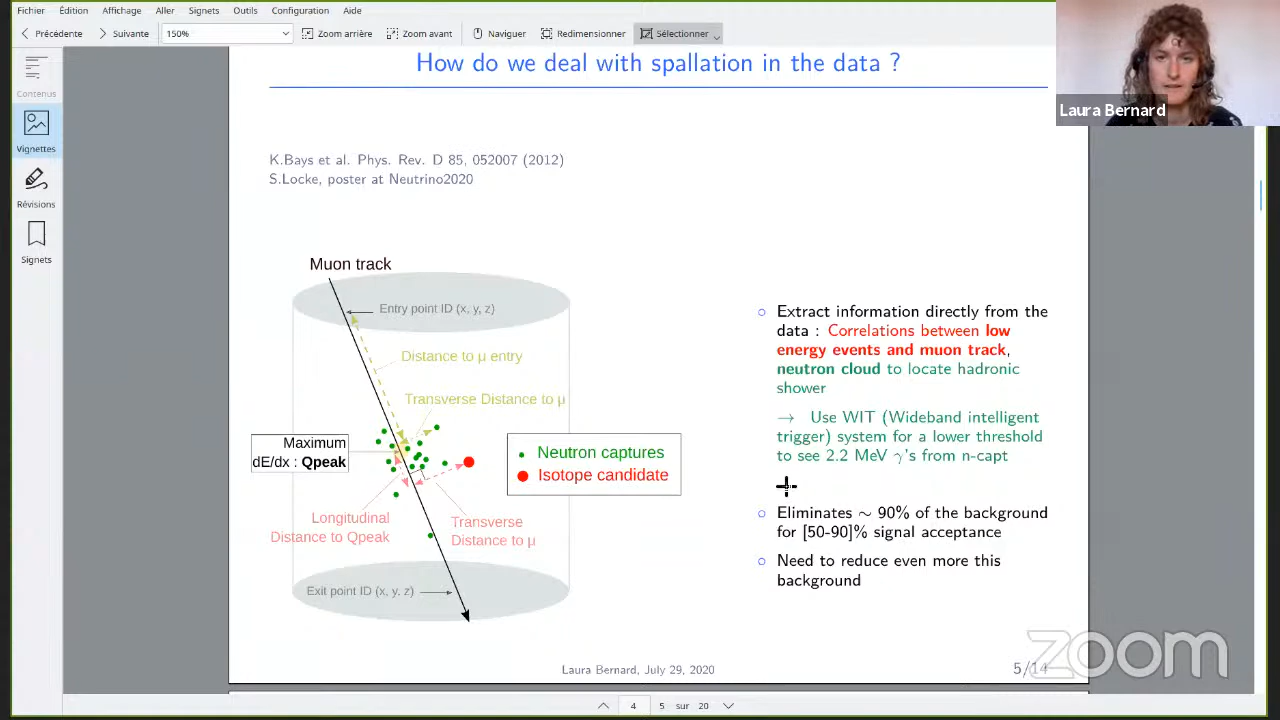 Fichier Édition Affichage Aller Signets Outils Configuration Aide
Précédente Suivante 150% Zoom arrière Zoom avant Naviguer Redimensionner Sélectionner
Contenus
Vignettes
Révisions
Signets
How do we deal with spallation in the data ?
Laura Bernard
K.Bays et al. Phys. Rev. D 85, 052007 (2012)
S.Locke, poster at Neutrino2020
Muon track
Entry point ID (x, y, z)
Distance to μ entry
Transverse Distance to μ
Maximum
dE/dx : Qpeak
Neutron captures
Isotope candidate
Longitudinal
Distance to Qpeak
Transverse
Distance to μ
Exit point ID (x, y. z)
Extract information directly from the
data : Correlations between low
energy events and muon track,
neutron cloud to locate hadronic
shower
→ Use WIT (Wideband intelligent
trigger) system for a lower threshold
to see 2.2 MeV γ's from n-capt
Eliminates ∼ 90% of the background
for [50-90]% signal acceptance
Need to reduce even more this
background
Laura Bernard, July 29, 2020
5/14
zoom
4 5 sur 20